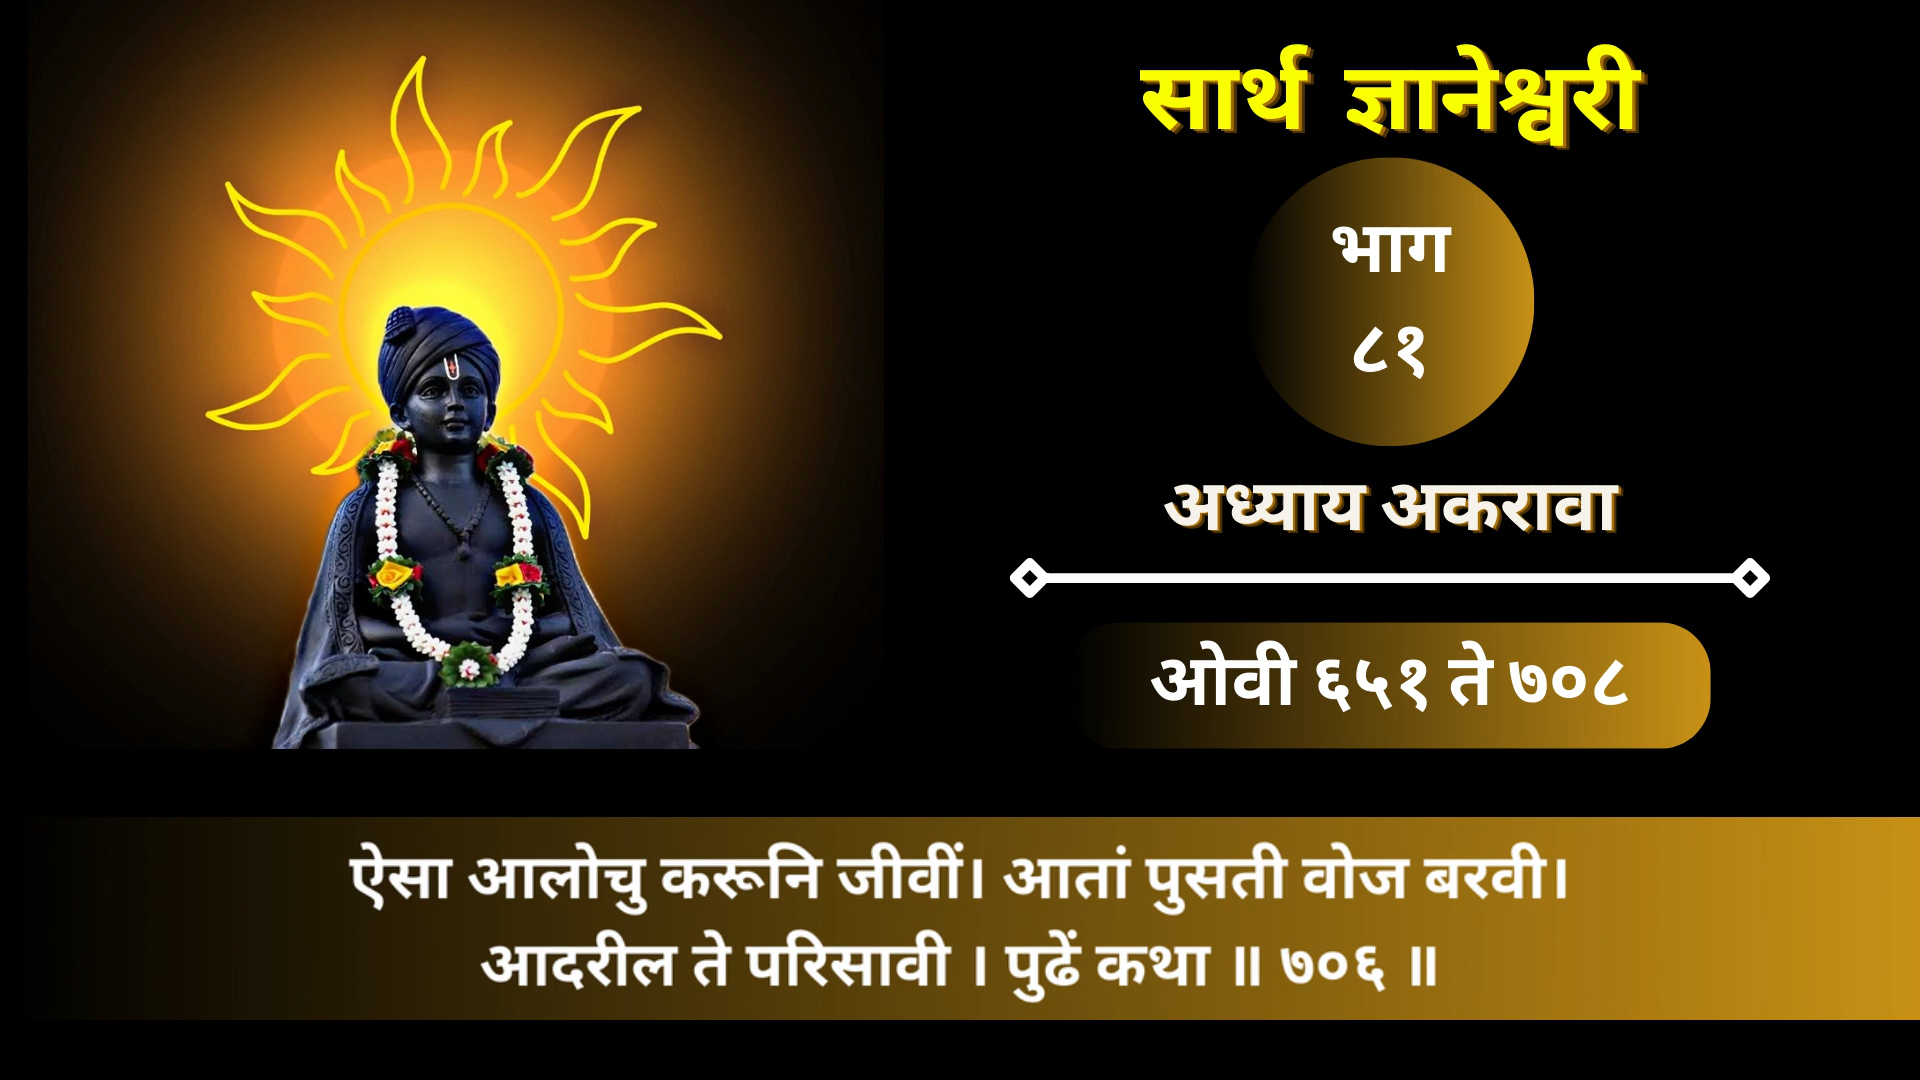 सार्थ ज्ञानेश्वरी
भाग
८१
अध्याय अकरावा
ओवी ६५१ ते ७०८
ऐसा आलोचु करूनि जीवीं। आतां पुसती वोज बरवी।
आदरील ते परिसावी । पुढें कथा ॥ ७०६ ॥